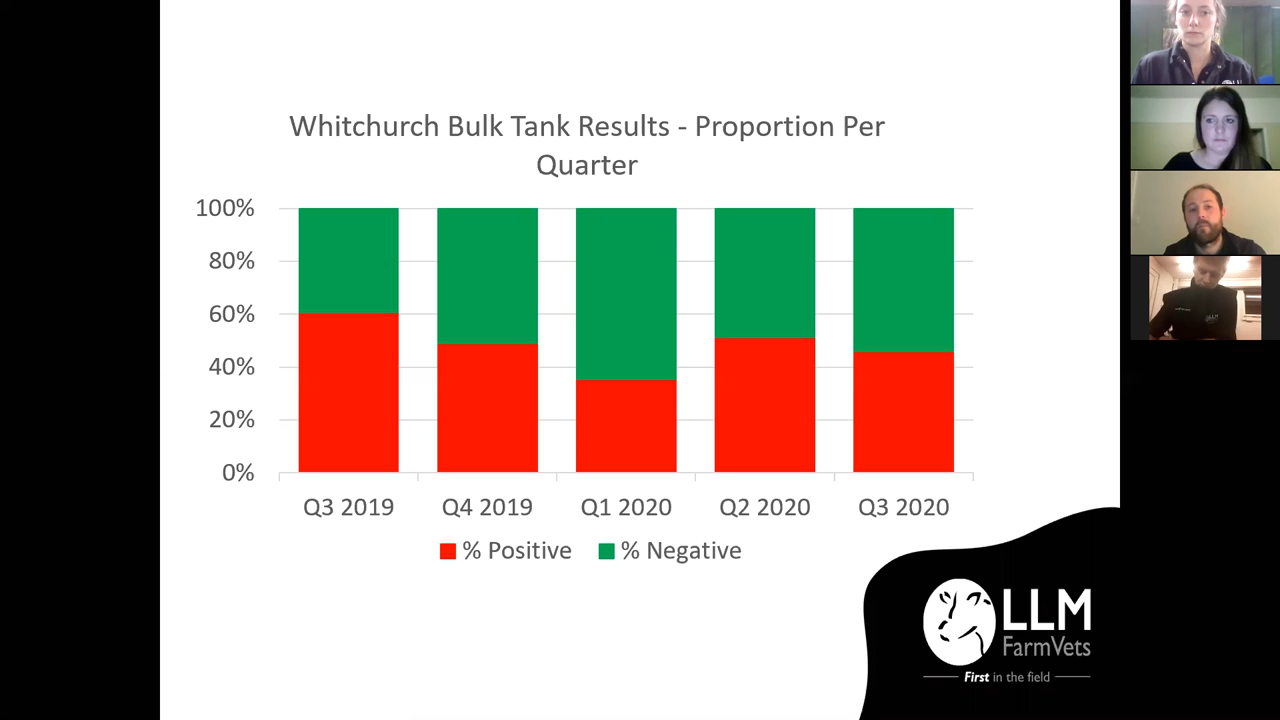 Whitchurch Bulk Tank Results - Proportion Per
Quarter
100%
80%
60%
40%
20%
0%
Q3 2019 Q4 2019 Q1 2020 Q2 2020 Q3 2020
% Positive % Negative
LLM
FarmVets
First in the field
LLM